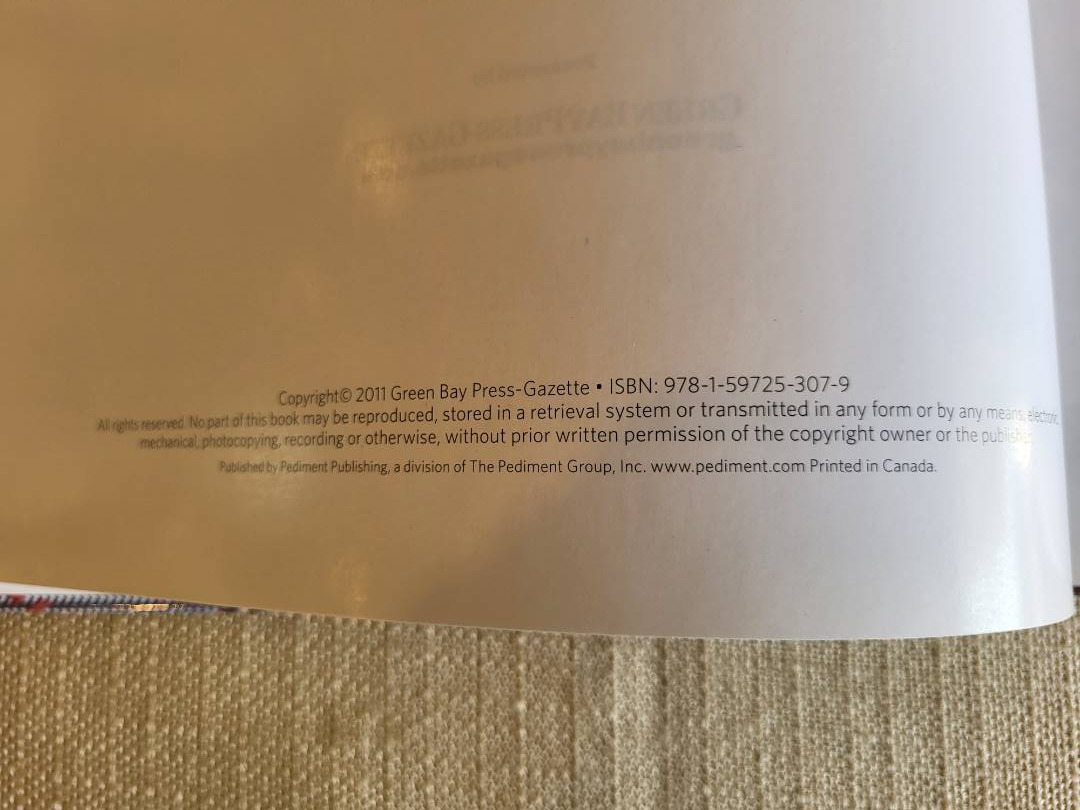 Copyright© 2011 Green Bay Press-Gazette • ISBN: 978-1-59725-307-9
All rights reserved. No part of this book may be reproduced, stored in a retrieval system or transmitted in any form or by any means, electronic,
mechanical, photocopying, recording or otherwise, without prior written permission of the copyright owner or the publisher.
Published by Pediment Publishing, a division of The Pediment Group, Inc. www.pediment.com Printed in Canada.